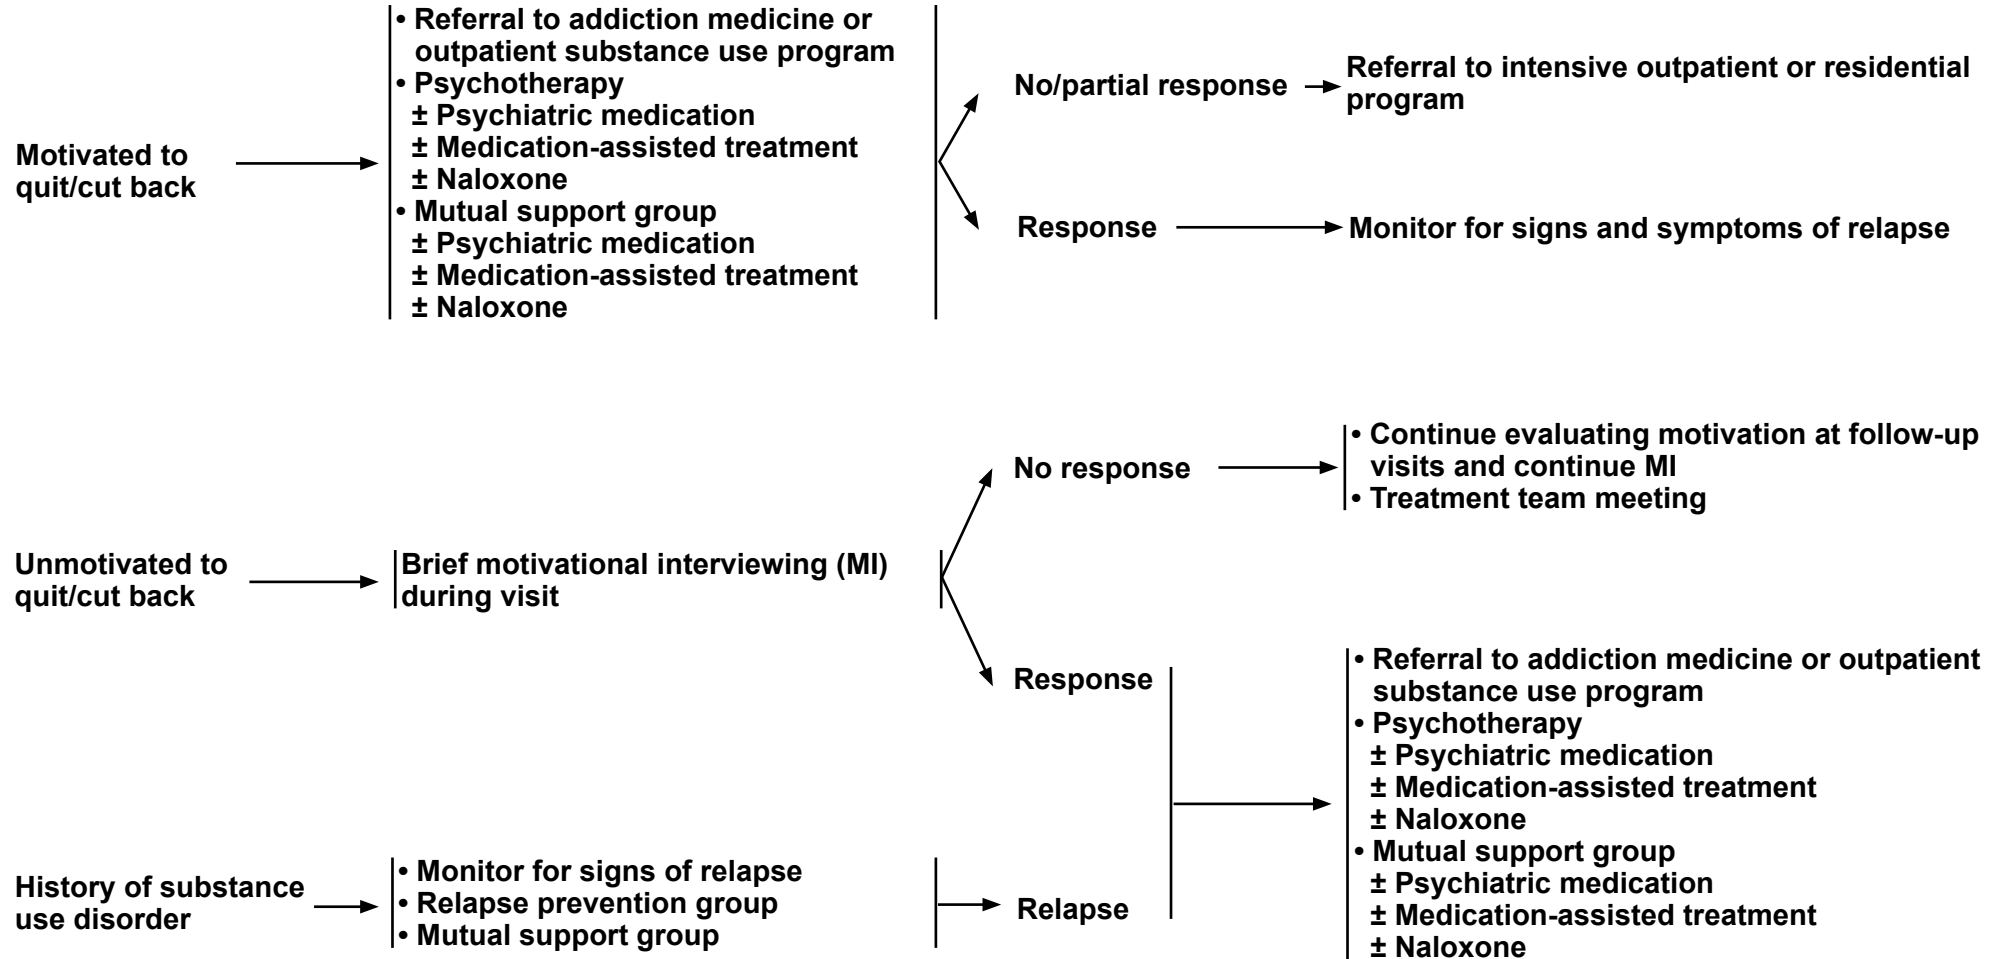 Motivated to
quit/cut back
• Referral to addiction medicine or
outpatient substance use program
• Psychotherapy
± Psychiatric medication
± Medication-assisted treatment
± Naloxone
• Mutual support group
± Psychiatric medication
± Medication-assisted treatment
± Naloxone
No/partial response
Referral to intensive outpatient or residential
program
Response
Monitor for signs and symptoms of relapse
Unmotivated to
quit/cut back
Brief motivational interviewing (MI)
during visit
No response
• Continue evaluating motivation at follow-up
visits and continue MI
• Treatment team meeting
Response
History of substance
use disorder
• Monitor for signs of relapse
• Relapse prevention group
• Mutual support group
Relapse
• Referral to addiction medicine or outpatient
substance use program
• Psychotherapy
± Psychiatric medication
± Medication-assisted treatment
± Naloxone
• Mutual support group
± Psychiatric medication
± Medication-assisted treatment
± Naloxone